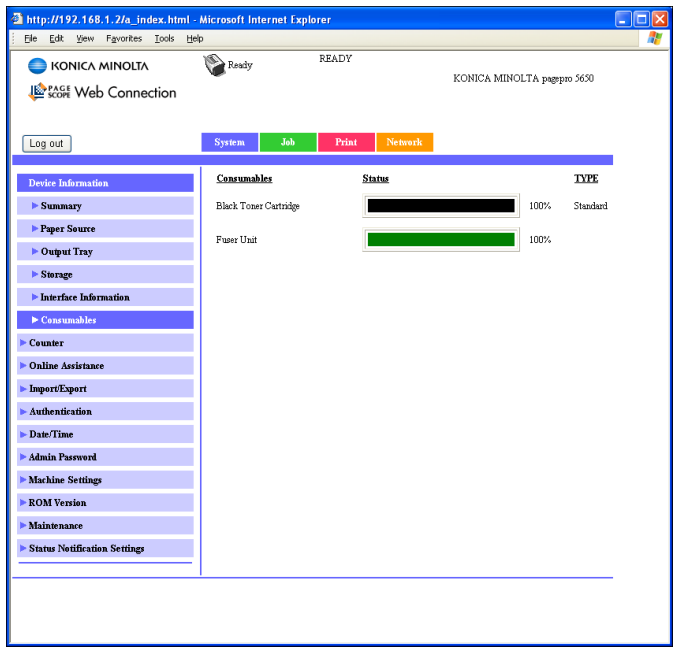 http://192.168.1.2/a_index.html - Microsoft Internet Explorer
File Edit View Favorites Tools Help
KONICA MINOLTA
Ready
READY
KONICA MINOLTA pagepro 5650
PAGE SCOPE Web Connection
Log out
System Job Print Network
Device Information
Summary
Paper Source
Output Tray
Storage
Interface Information
Consumables
Counter
Online Assistance
Import/Export
Authentication
Date/Time
Admin Password
Machine Settings
ROM Version
Maintenance
Status Notification Settings
Consumables Status TYPE
Black Toner Cartridge 100% Standard
Fuser Unit 100%